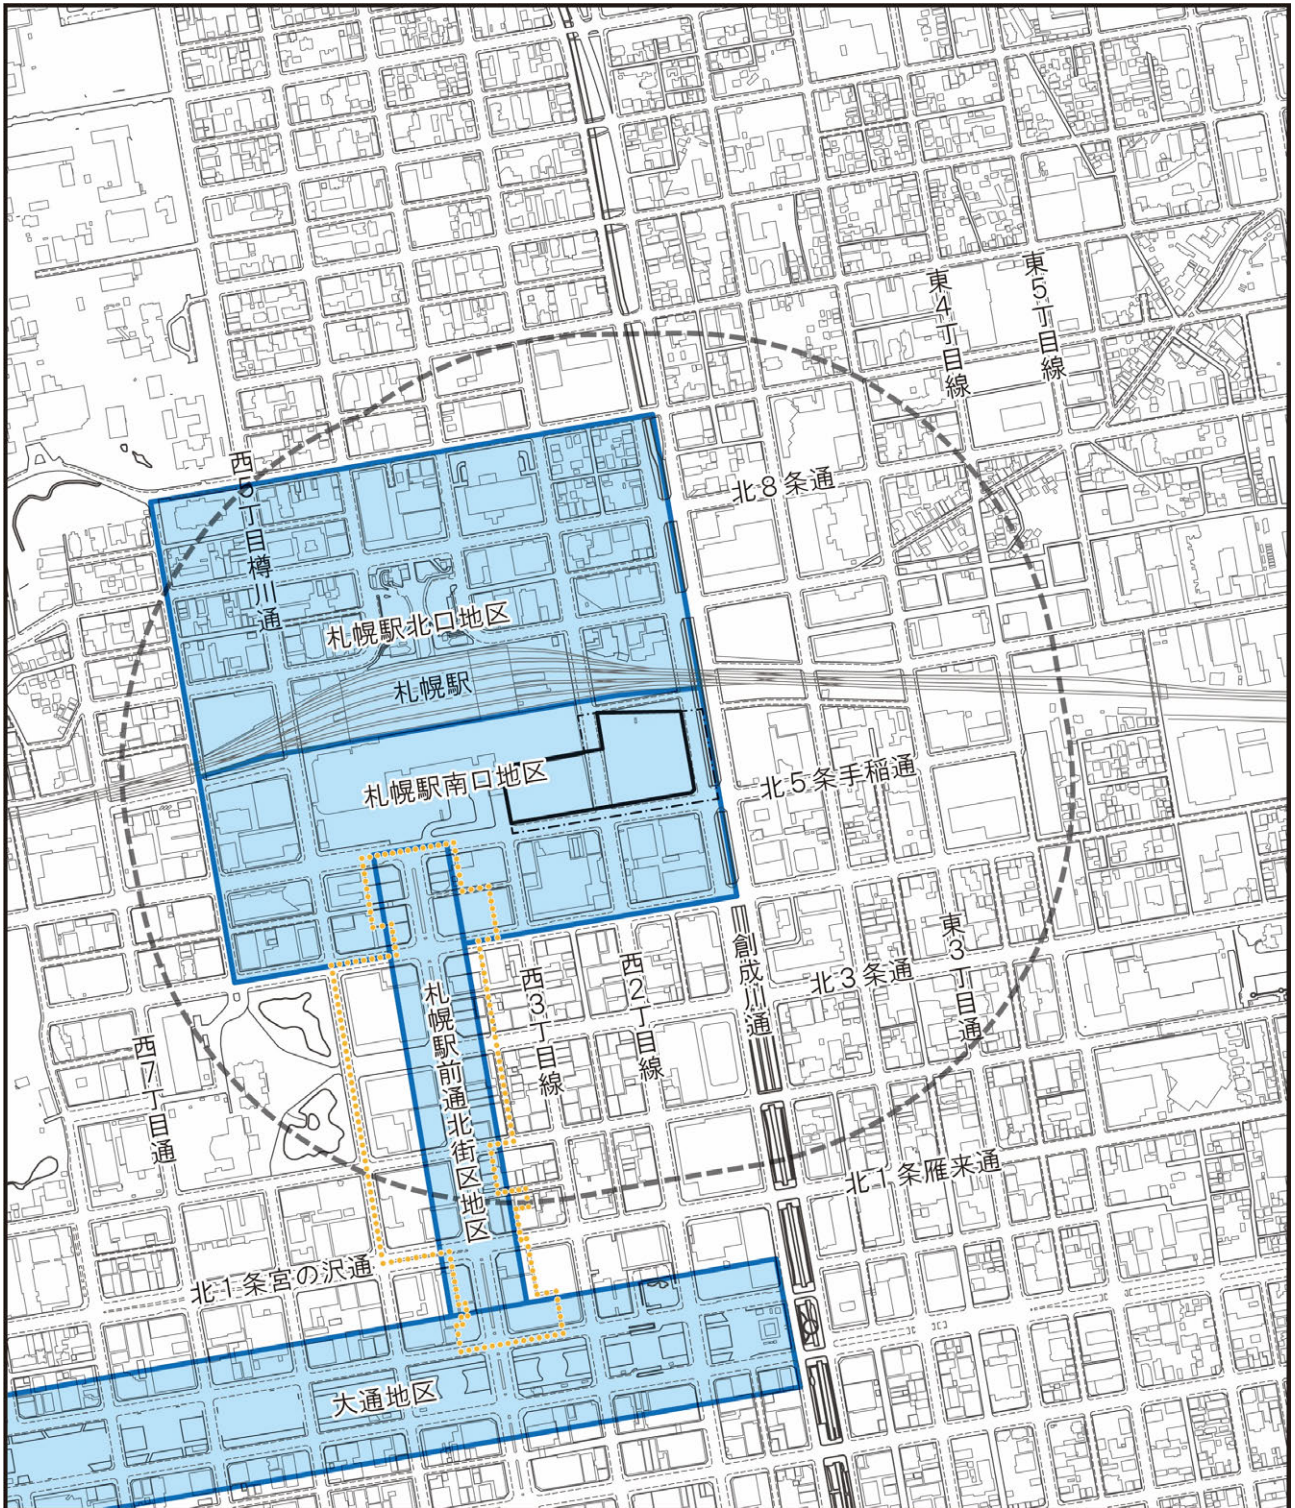 東5丁目線
東4丁目線
西5丁目樽川通
北8条通
札幌駅北口地区
札幌駅
札幌駅南口地区
北5条手稲通
創成川通
東3丁目通
西2丁目線
北3条通
西3丁目線
札幌駅前通北街区地区
西7丁目通
北1条雁来通
北1条宮の沢通
大通地区